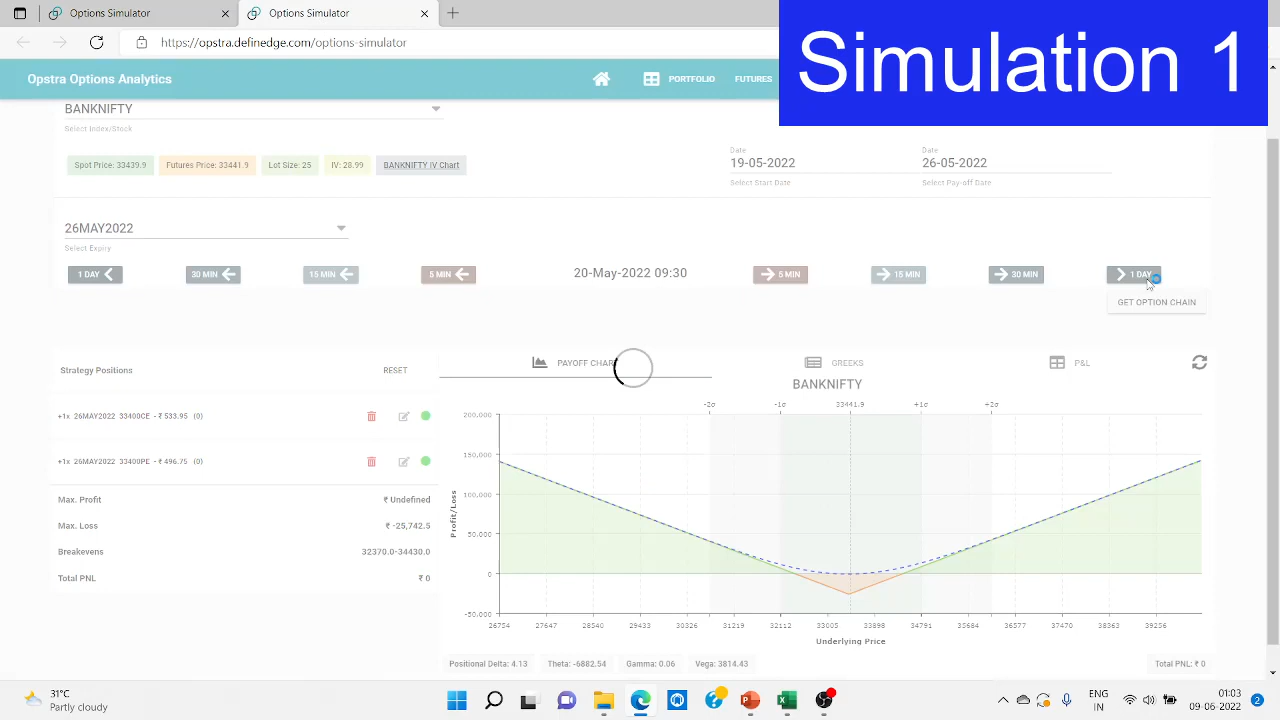 Profit/Loss
https://opstra.definedge.com/options-simulator
Simulation 1
Opstra Options Analytics
PORTFOLIO FUTURES
BANKNIFTY
Select Index/Stock
Spot Price: 33439.9 Futures Price: 33441.9 Lot Size: 25 IV: 28.99 BANKNIFTY IV Chart
Date Date
19-05-2022 26-05-2022
Select Start Date Select Pay-off Date
26MAY2022
Select Expiry
1 DAY 30 MIN 15 MIN 5 MIN 20-May-2022 09:30 5 MIN 15 MIN 30 MIN 1 DAY
GET OPTION CHAIN
Strategy Positions RESET
PAYOFF CHART GREEKS P&L
BANKNIFTY
-2σ -1σ 33441.9 +1σ +2σ
+1x 26MAY2022 33400CE - ₹ 533.95 (0)
+1x 26MAY2022 33400PE - ₹ 496.75 (0)
Max. Profit ₹ Undefined
Max. Loss ₹ -25,742.5
Breakevens 32370.0-34430.0
Total PNL ₹ 0
200,000
150,000
100,000
50,000
0
-50,000
Profit/Loss
26754 27647 28540 29433 30326 31219 32112 33005 33898 34791 35684 36577 37470 38363 39256
Underlying Price
Positional Delta: 4.13 Theta: -6882.54 Gamma: 0.06 Vega: 3814.43 Total PNL: ₹ 0
31°C
Partly cloudy
ENG
IN
01:03
09-06-2022
2